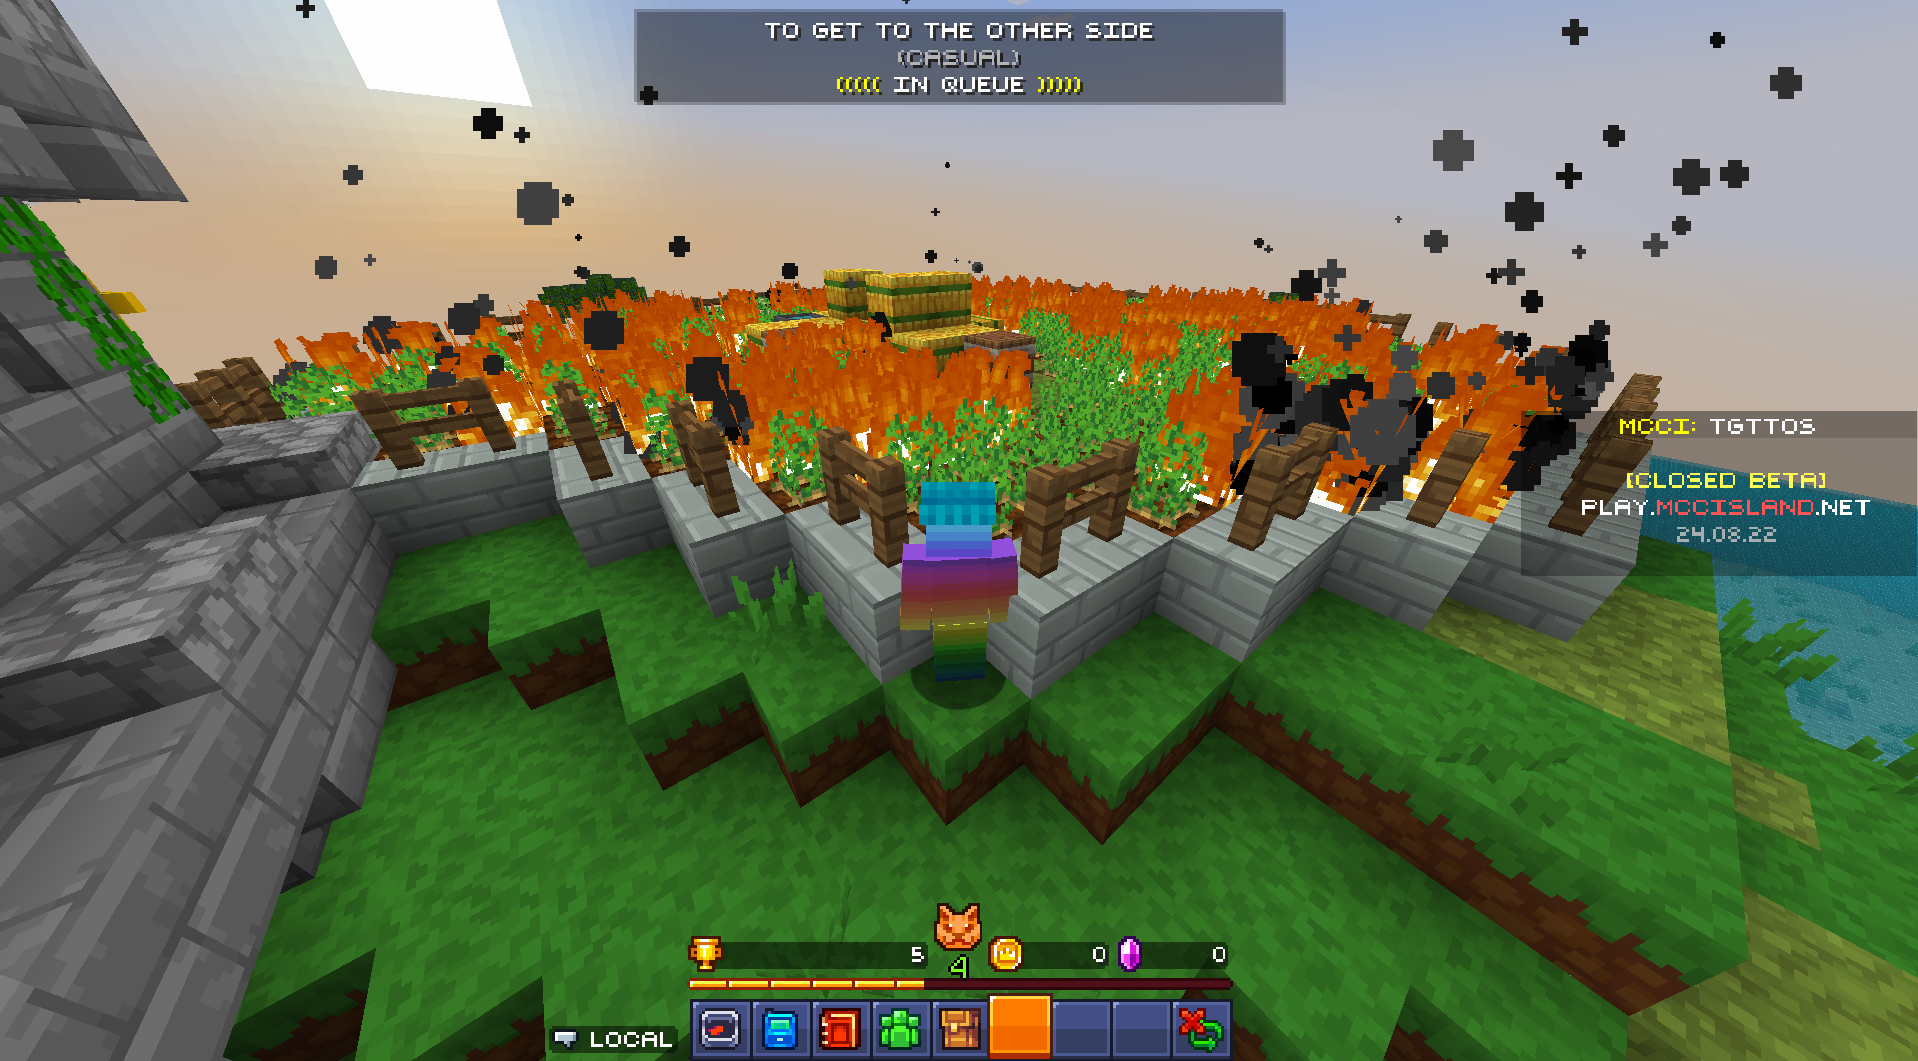 TO GET TO THE OTHER SIDE
(CASUAL)
((((( IN QUEUE )))))
MCCI: TGTTOS
[CLOSED BETA]
PLAY.MCCISLAND.NET
24.08.22
5
0
0
4
LOCAL